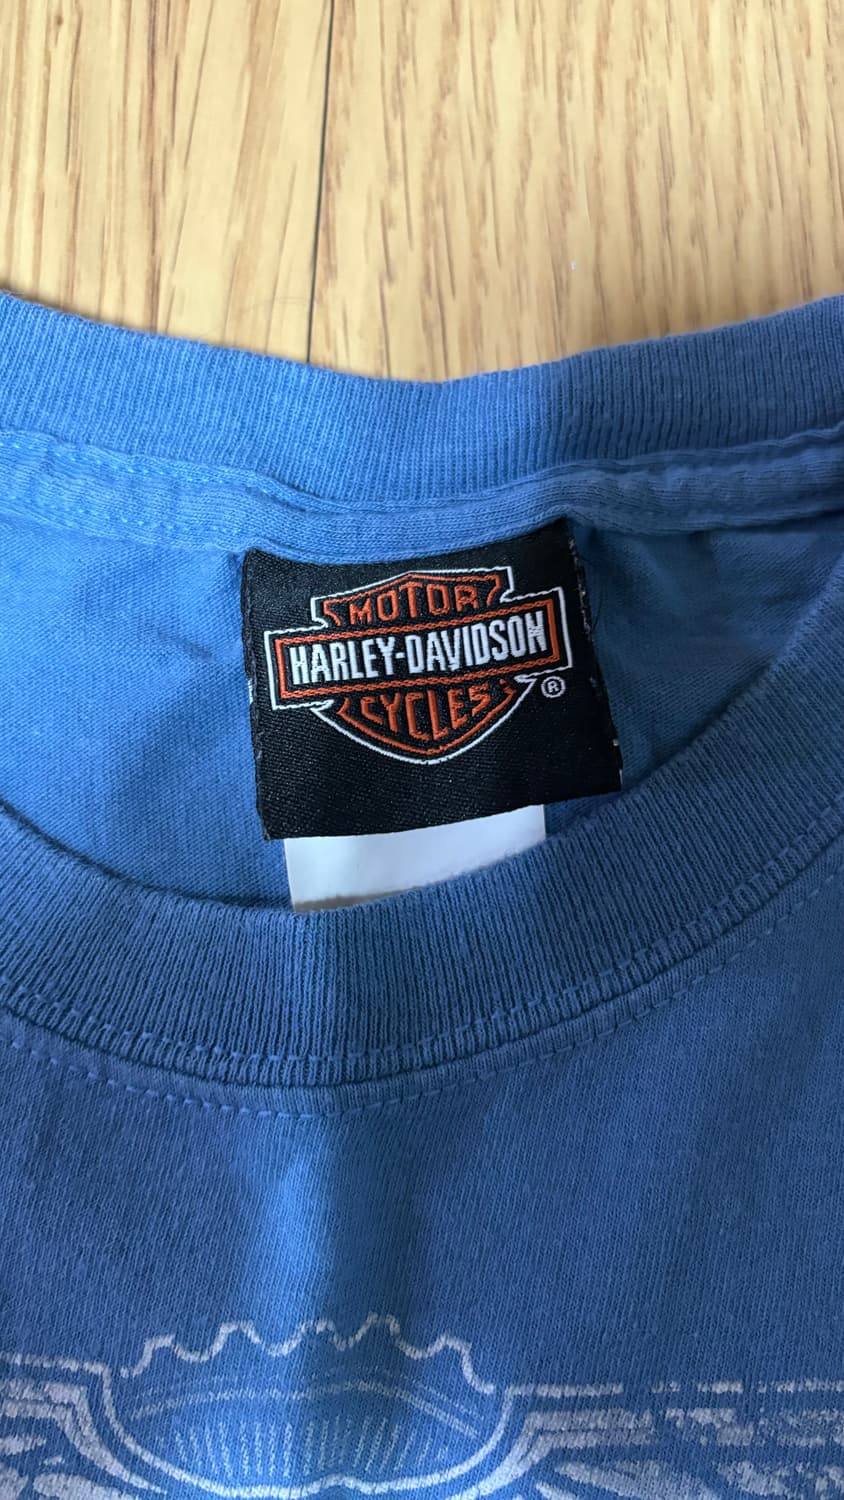 MOTOR
HARLEY-DAVIDSON
CYCLES
®